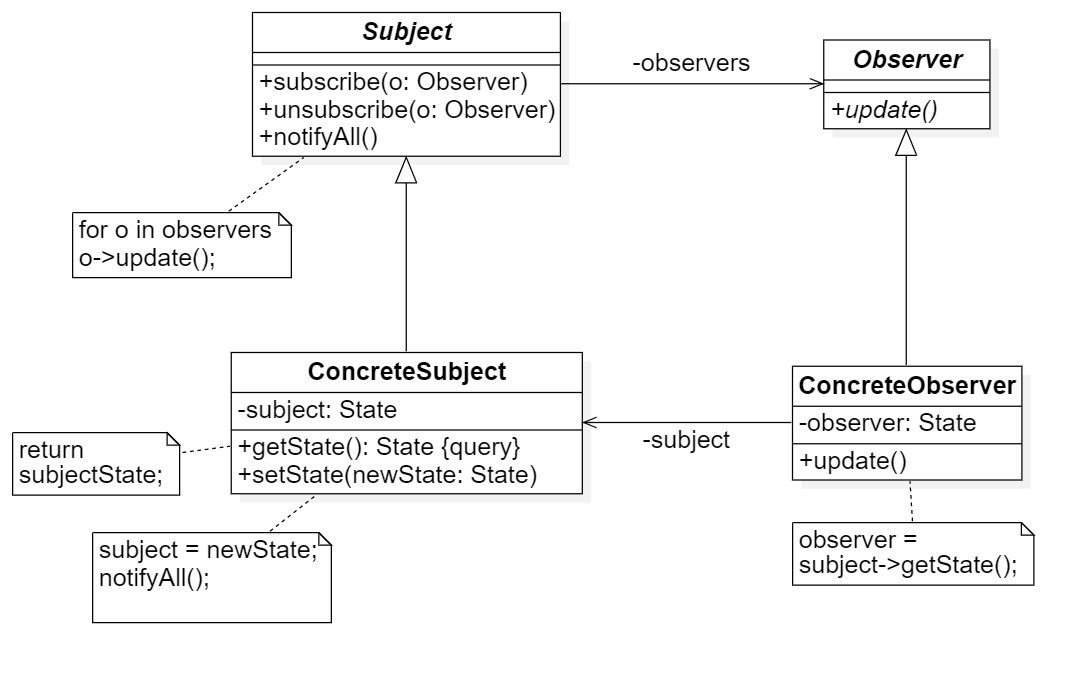 Subject
+subscribe(o: Observer)
+unsubscribe(o: Observer)
+notifyAll()
-observers
Observer
+update()
for o in observers
o->update();
ConcreteSubject
-subject: State
+getState(): State {query}
+setState(newState: State)
-subject
ConcreteObserver
-observer: State
+update()
return
subjectState;
subject = newState;
notifyAll();
observer =
subject->getState();